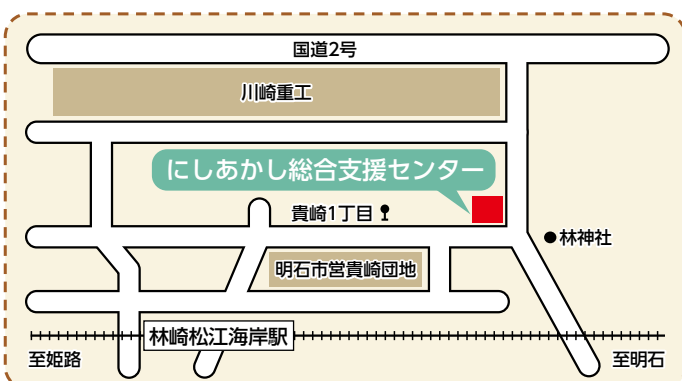 国道2号
川崎重工
にしあかし総合支援センター
貴崎1丁目
林神社
明石市営貴崎団地
林崎松江海岸駅
至姫路
至明石